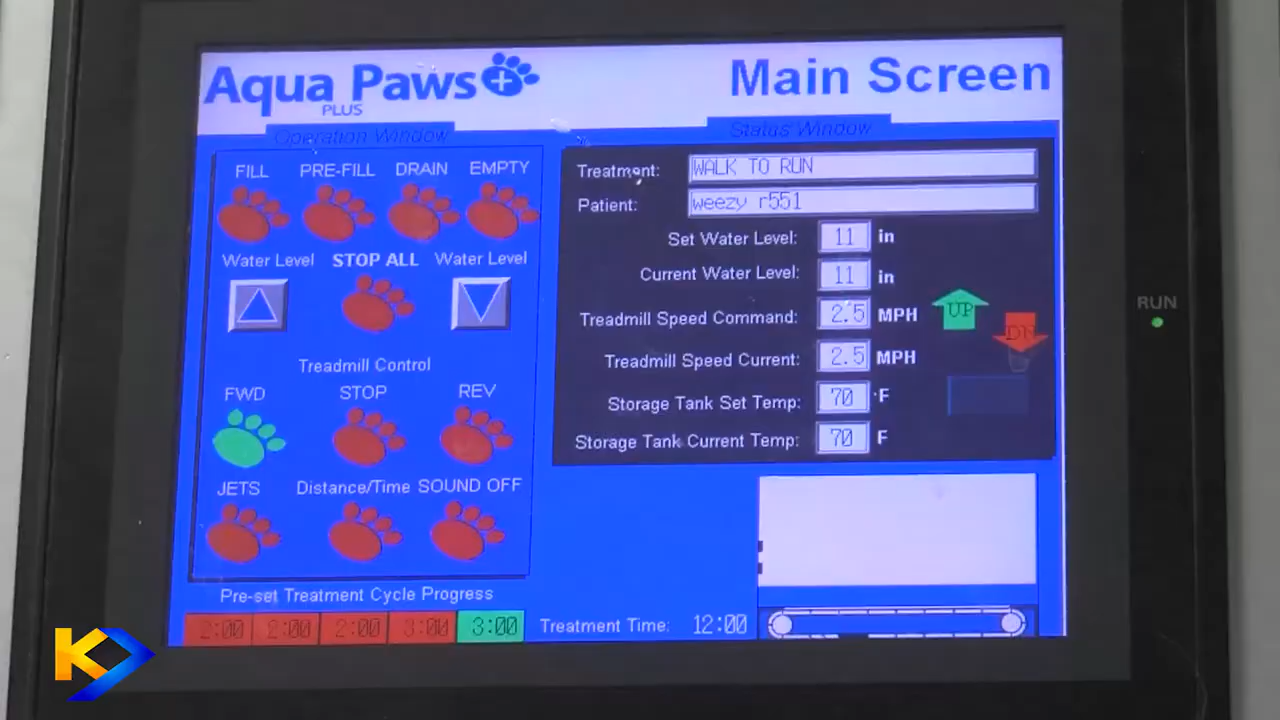 Aqua Paws
PLUS
Main Screen
Operation Window
Status Window
FILL PRE-FILL DRAIN EMPTY
Water Level STOP ALL Water Level
Treadmill Control
FWD STOP REV
JETS Distance/Time SOUND OFF
Pre-set Treatment Cycle Progress
2:00 2:00 2:00 3:00 3:00
Treatment Time: 12:00
Treatment: WALK TO RUN
Patient: weezy r551
Set Water Level: 11 in
Current Water Level: 11 in
Treadmill Speed Command: 2.5 MPH
UP
DN
Treadmill Speed Current: 2.5 MPH
Storage Tank Set Temp: 70 °F
Storage Tank Current Temp: 70 F
RUN
K